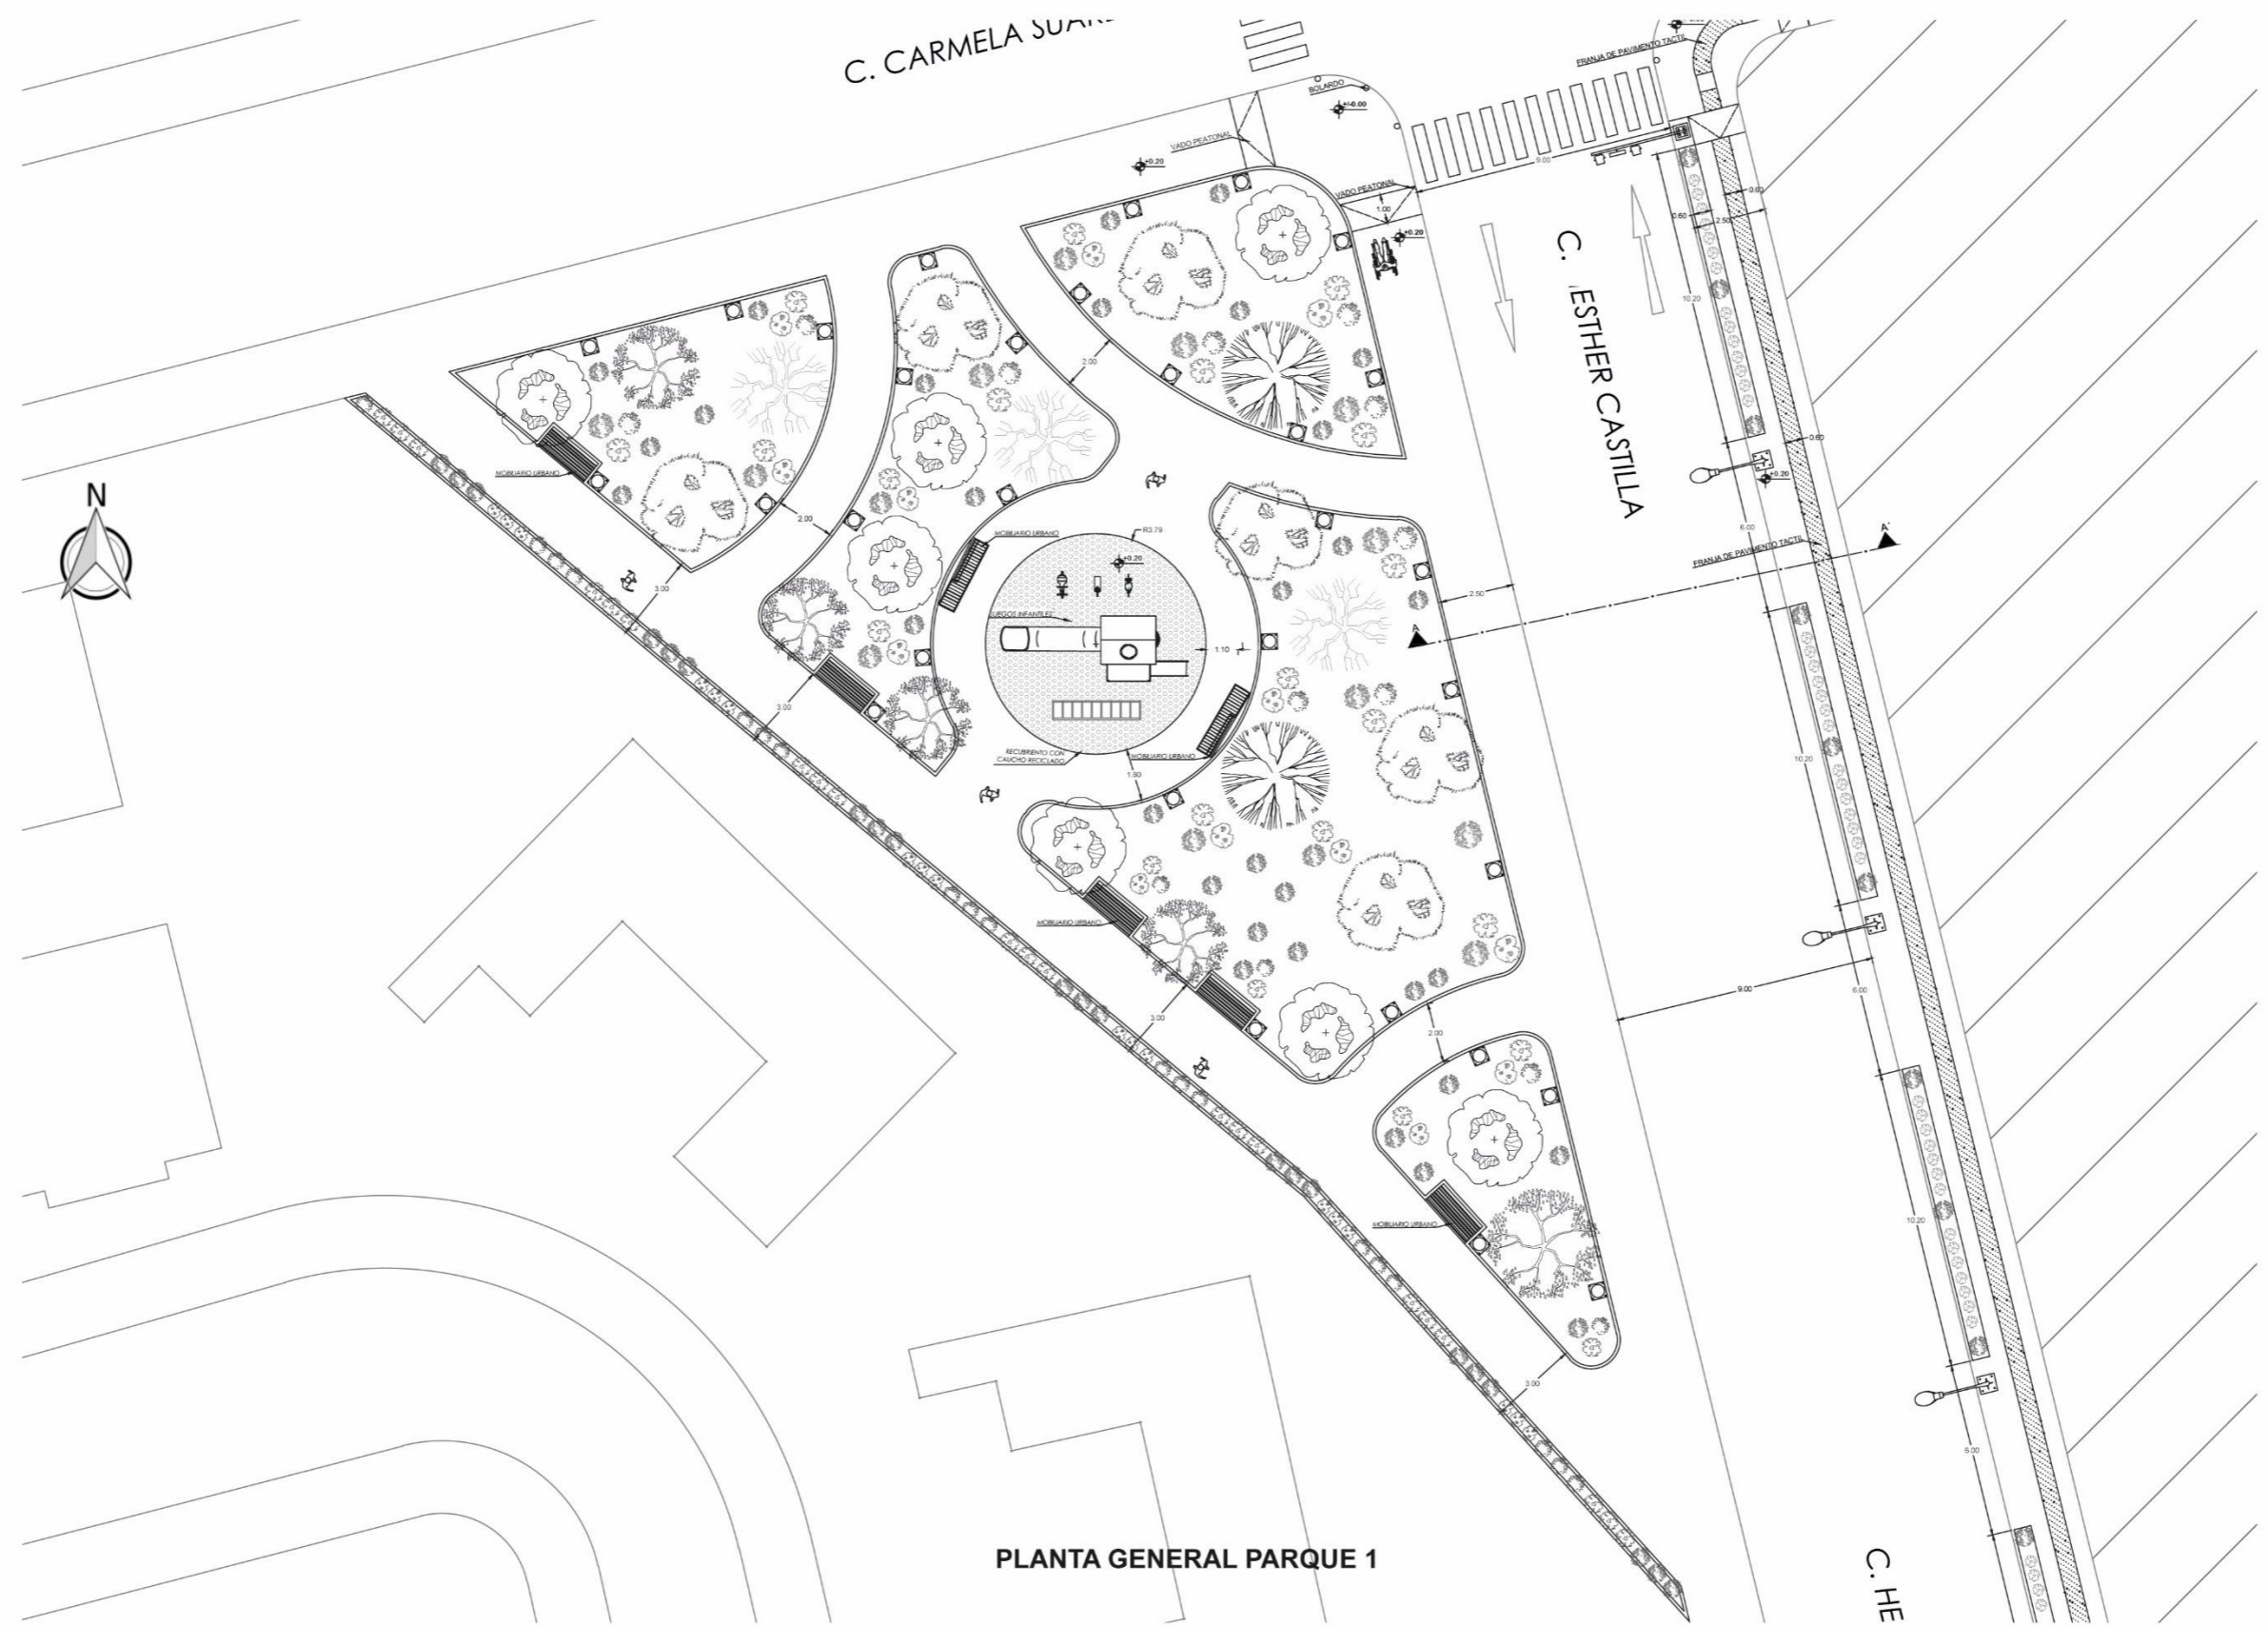 C. CARMELA
FRANJA DE PAVIMENTO TACTIL
BOLARDO
+/-0.00
VADO PEATONAL
+0.20
9.00
VADO PEATONAL
1.00
+0.20
0.60
0.60
2.50
C. ESTHER CASTILLA
10.20
2.00
0.60
+0.20
MOBILIARIO URBANO
N
2.00
6.00
A'
FRANJA DE PAVIMENTO TACTIL
MOBILIARIO URBANO
R3.79
+0.20
3.00
JUEGOS INFANTILES
2.50
A
1.10
3.00
RECUBRIENTO CON
CAUCHO RECICLADO
MOBILIARIO URBANO
1.80
10.20
MOBILIARIO URBANO
9.00
6.00
3.00
2.00
MOBILIARIO URBANO
10.20
3.00
6.00
PLANTA GENERAL PARQUE 1
C. HE